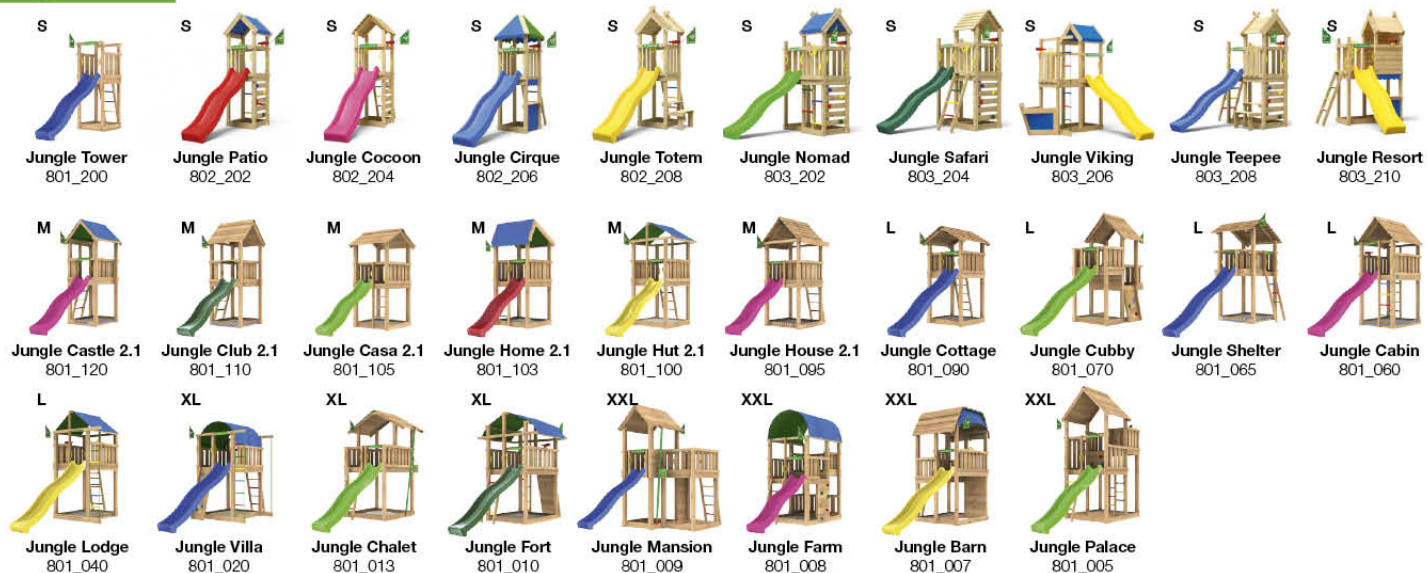 S S S S S S S S S S
Jungle Tower Jungle Patio Jungle Cocoon Jungle Cirque Jungle Totem Jungle Nomad Jungle Safari Jungle Viking Jungle Teepee Jungle Resort
801_200 802_202 802_204 802_206 802_208 803_202 803_204 803_206 803_208 803_210
M M M M M M L L L L
Jungle Castle 2.1 Jungle Club 2.1 Jungle Casa 2.1 Jungle Home 2.1 Jungle Hut 2.1 Jungle House 2.1 Jungle Cottage Jungle Cubby Jungle Shelter Jungle Cabin
801_120 801_110 801_105 801_103 801_100 801_095 801_090 801_070 801_065 801_060
L XL XL XL XXL XXL XXL XXL
Jungle Lodge Jungle Villa Jungle Chalet Jungle Fort Jungle Mansion Jungle Farm Jungle Barn Jungle Palace
801_040 801_020 801_013 801_010 801_009 801_008 801_007 801_005